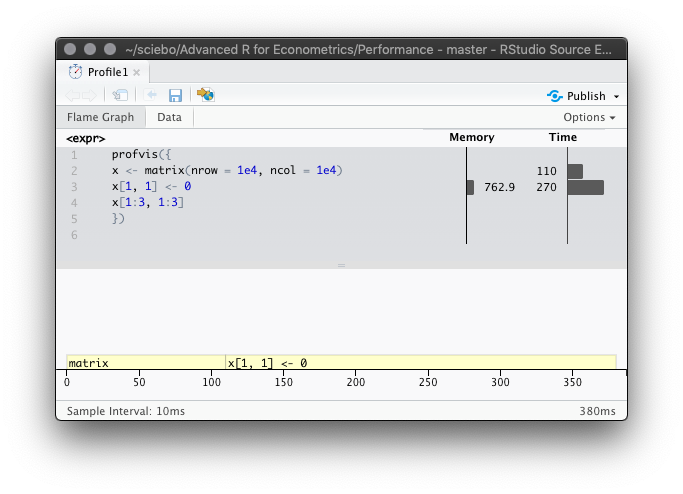 ~/sciebo/Advanced R for Econometrics/Performance - master - RStudio Source E...
Profile1
Publish
Flame Graph Data Options
<expr> Memory Time
1 profvis({
2 x <- matrix(nrow = 1e4, ncol = 1e4) 110
3 x[1, 1] <- 0 762.9 270
4 x[1:3, 1:3]
5 })
6
matrix x[1, 1] <- 0
0 50 100 150 200 250 300 350
Sample Interval: 10ms 380ms